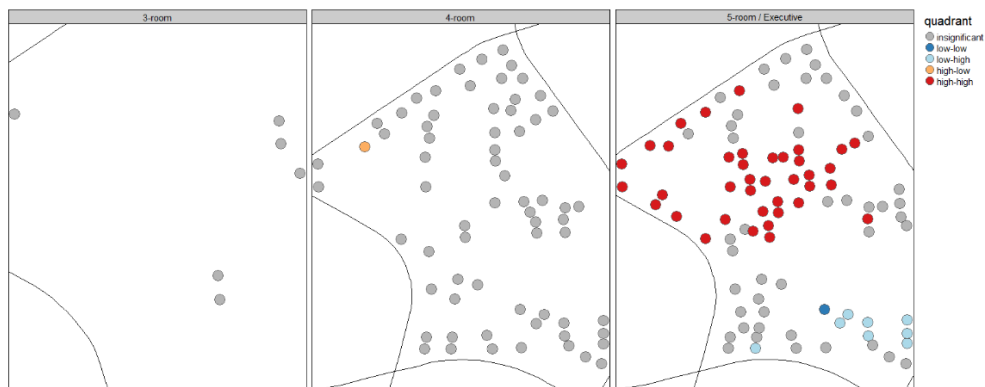 3-room
4-room
5-room / Executive
quadrant
insignificant
low-low
low-high
high-low
high-high